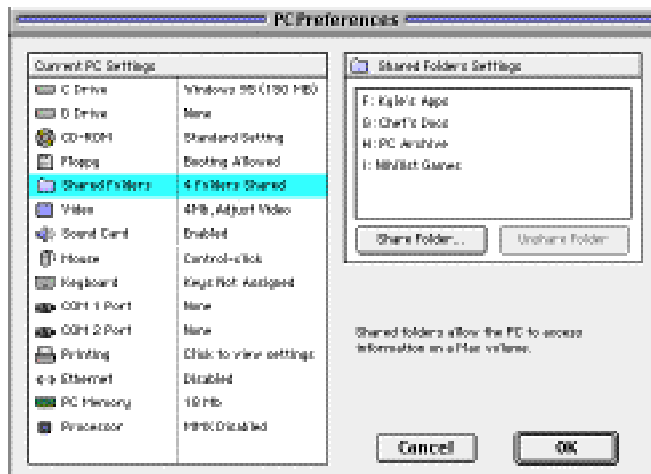 PC Preferences
Current PC Settings
C Drive Windows 95 (190 MB)
D Drive None
CD-ROM Standard Setting
Floppy Booting Allowed
Shared Folders 4 Folders Shared
Video 4Mb, Adjust Video
Sound Card Enabled
Mouse Control-click
Keyboard Keys Not Assigned
COM 1 Port None
COM 2 Port None
Printing Click to view settings
Ethernet Disabled
PC Memory Mb
Processor MMX Disabled
Shared Folders Settings
F: Kyle's Apps
G: Chef's Docs
H: PC Archive
I: Nihilist Games
Share Folder...
Unshare Folder
Shared folders allow the PC to access
information on a Mac volume.
Cancel
OK